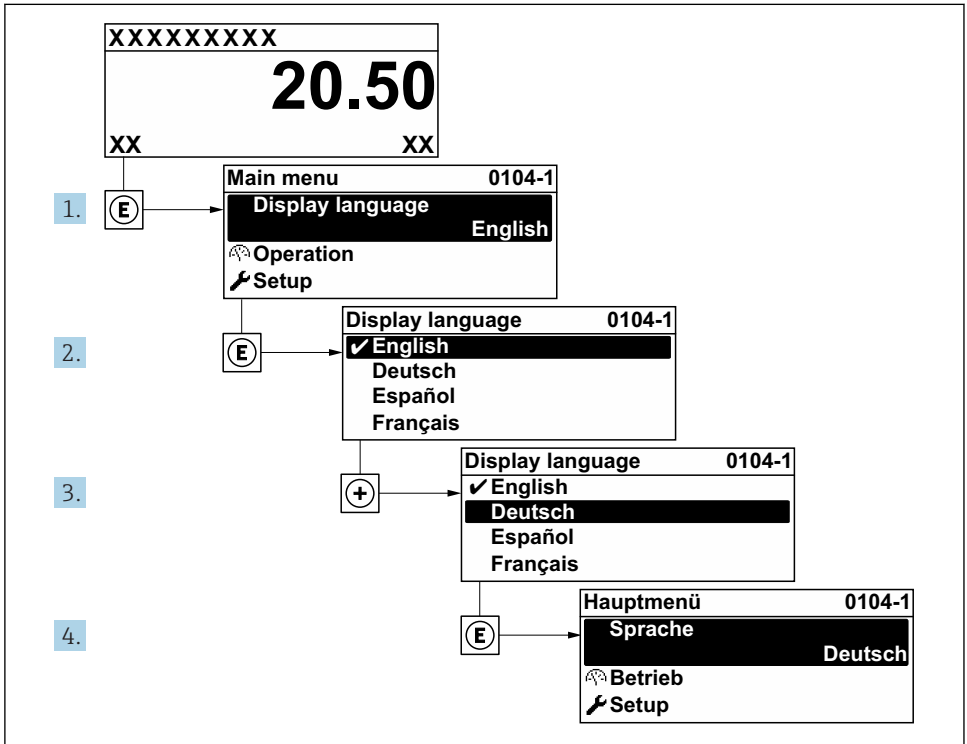 XXXXXXXXX
20.50
XX XX
1. E
Main menu 0104-1
Display language
English
Operation
Setup
2. E
Display language 0104-1
✔English
Deutsch
Español
Français
3. +
Display language 0104-1
✔English
Deutsch
Español
Français
4. E
Hauptmenü 0104-1
Sprache
Deutsch
Betrieb
Setup